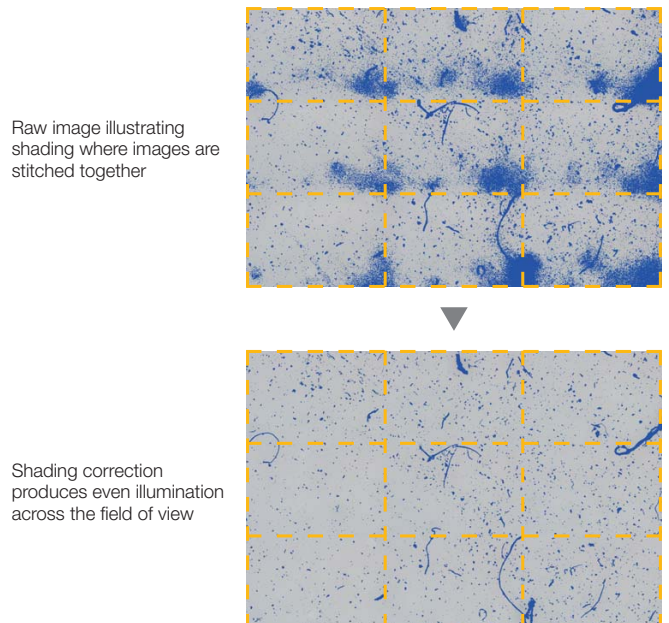 Raw image illustrating
shading where images are
stitched together
Shading correction
produces even illumination
across the field of view